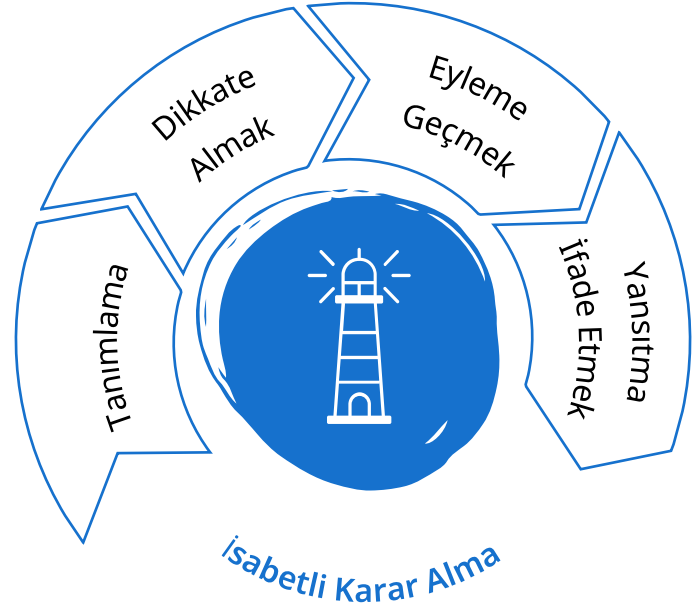 Tanımlama
Dikkate
Almak
Eyleme
Geçmek
Yansıtma
İfade Etmek
İsabetli Karar Alma